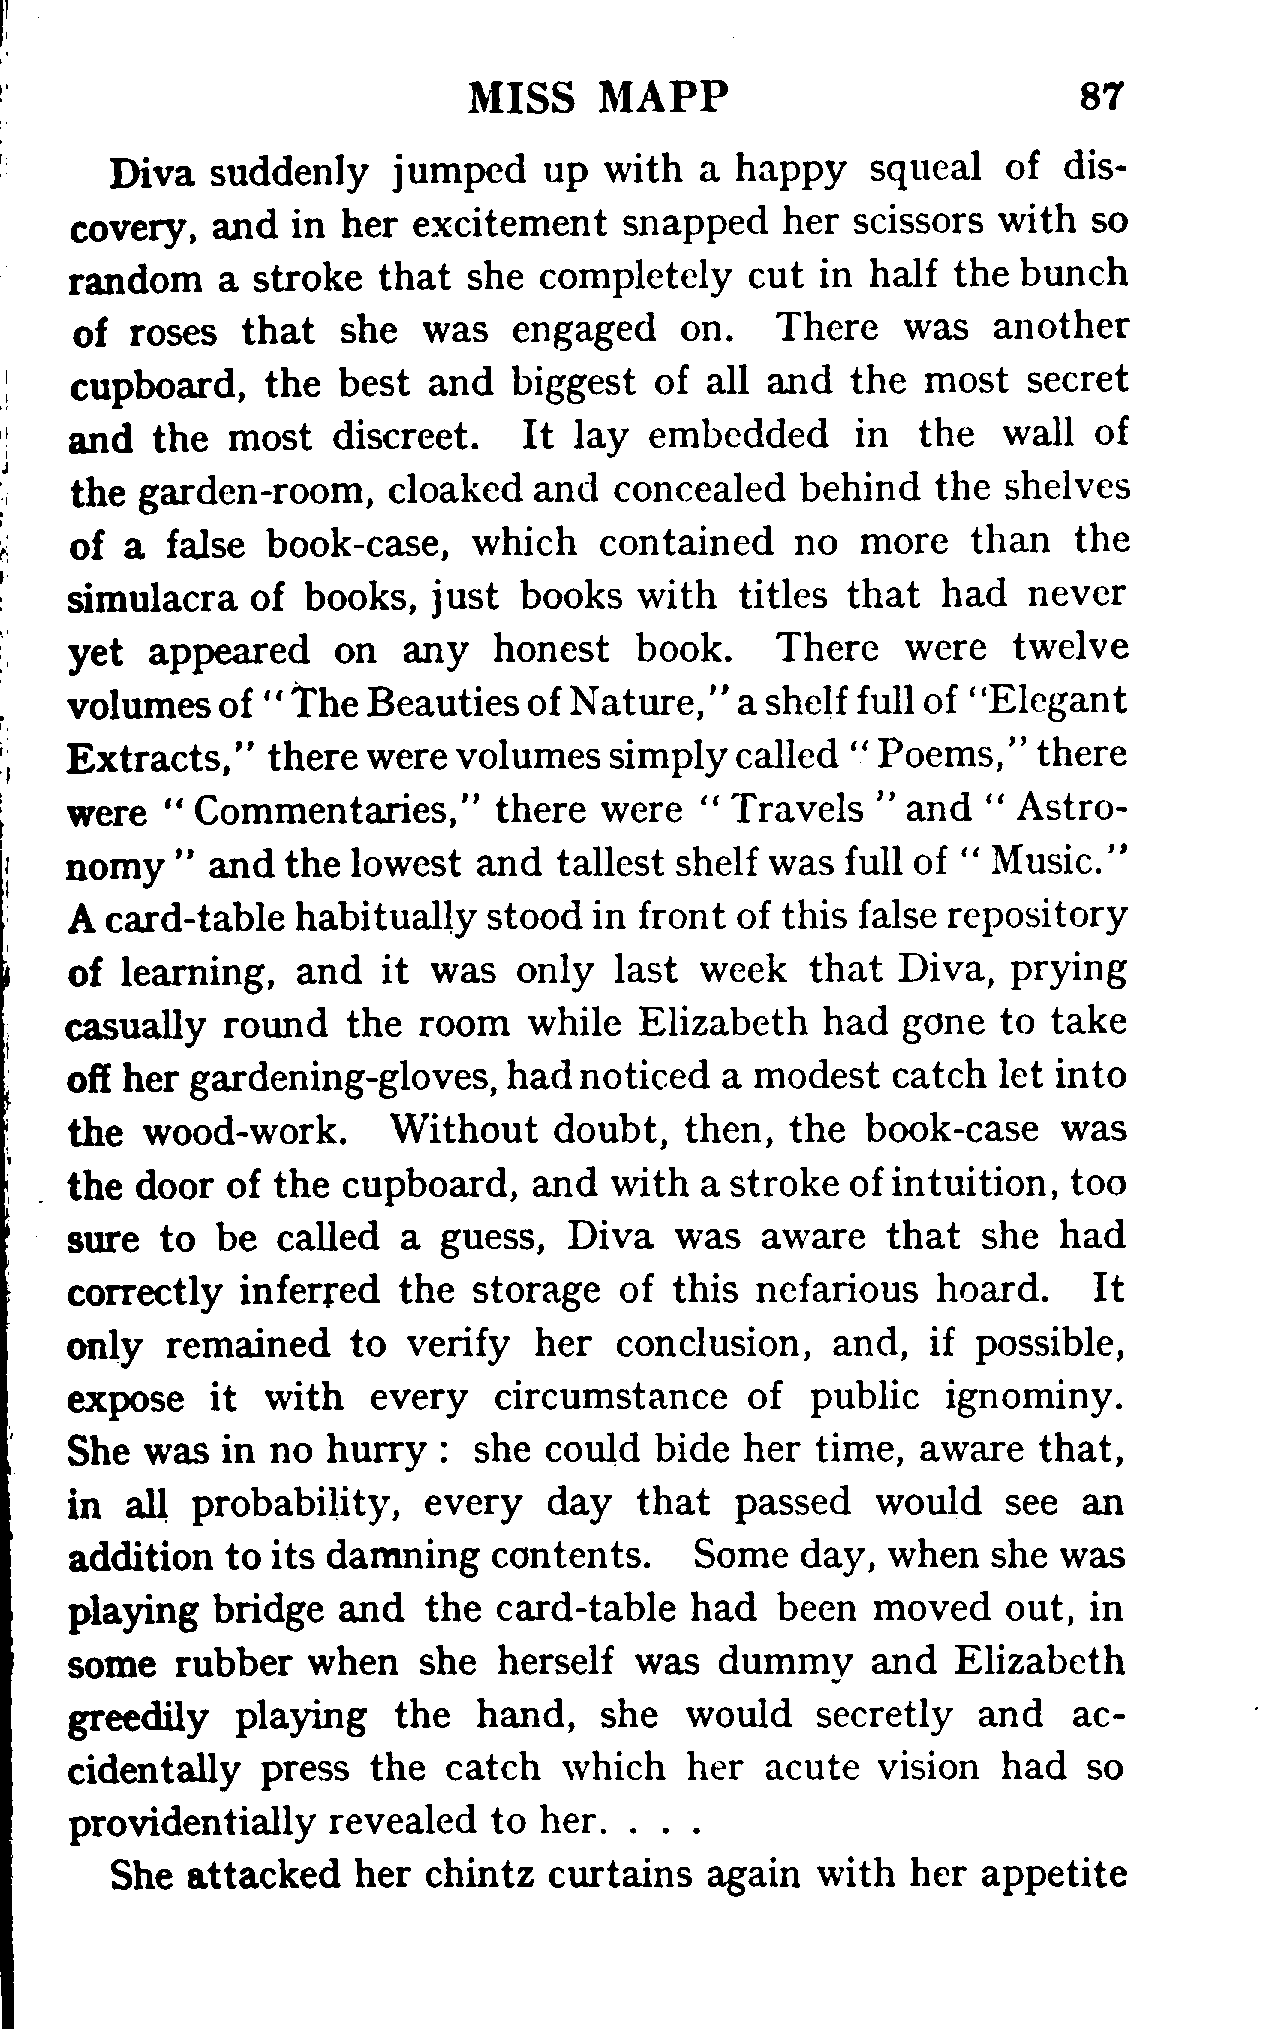 MISS MAPP 87
Diva suddenly jumped up with a happy squeal of dis-
covery, and in her excitement snapped her scissors with so
random a stroke that she completely cut in half the bunch
of roses that she was engaged on. There was another
cupboard, the best and biggest of all and the most secret
and the most discreet. It lay embedded in the wall of
the garden-room, cloaked and concealed behind the shelves
of a false book-case, which contained no more than the
simulacra of books, just books with titles that had never
yet appeared on any honest book. There were twelve
volumes of "The Beauties of Nature," a shelf full of "Elegant
Extracts," there were volumes simply called "Poems," there
were "Commentaries," there were "Travels" and "Astro-
nomy" and the lowest and tallest shelf was full of "Music."
A card-table habitually stood in front of this false repository
of learning, and it was only last week that Diva, prying
casually round the room while Elizabeth had gone to take
off her gardening-gloves, had noticed a modest catch let into
the wood-work. Without doubt, then, the book-case was
the door of the cupboard, and with a stroke of intuition, too
sure to be called a guess, Diva was aware that she had
correctly inferred the storage of this nefarious hoard. It
only remained to verify her conclusion, and, if possible,
expose it with every circumstance of public ignominy.
She was in no hurry : she could bide her time, aware that,
in all probability, every day that passed would see an
addition to its damning contents. Some day, when she was
playing bridge and the card-table had been moved out, in
some rubber when she herself was dummy and Elizabeth
greedily playing the hand, she would secretly and ac-
cidentally press the catch which her acute vision had so
providentially revealed to her. . . .
She attacked her chintz curtains again with her appetite